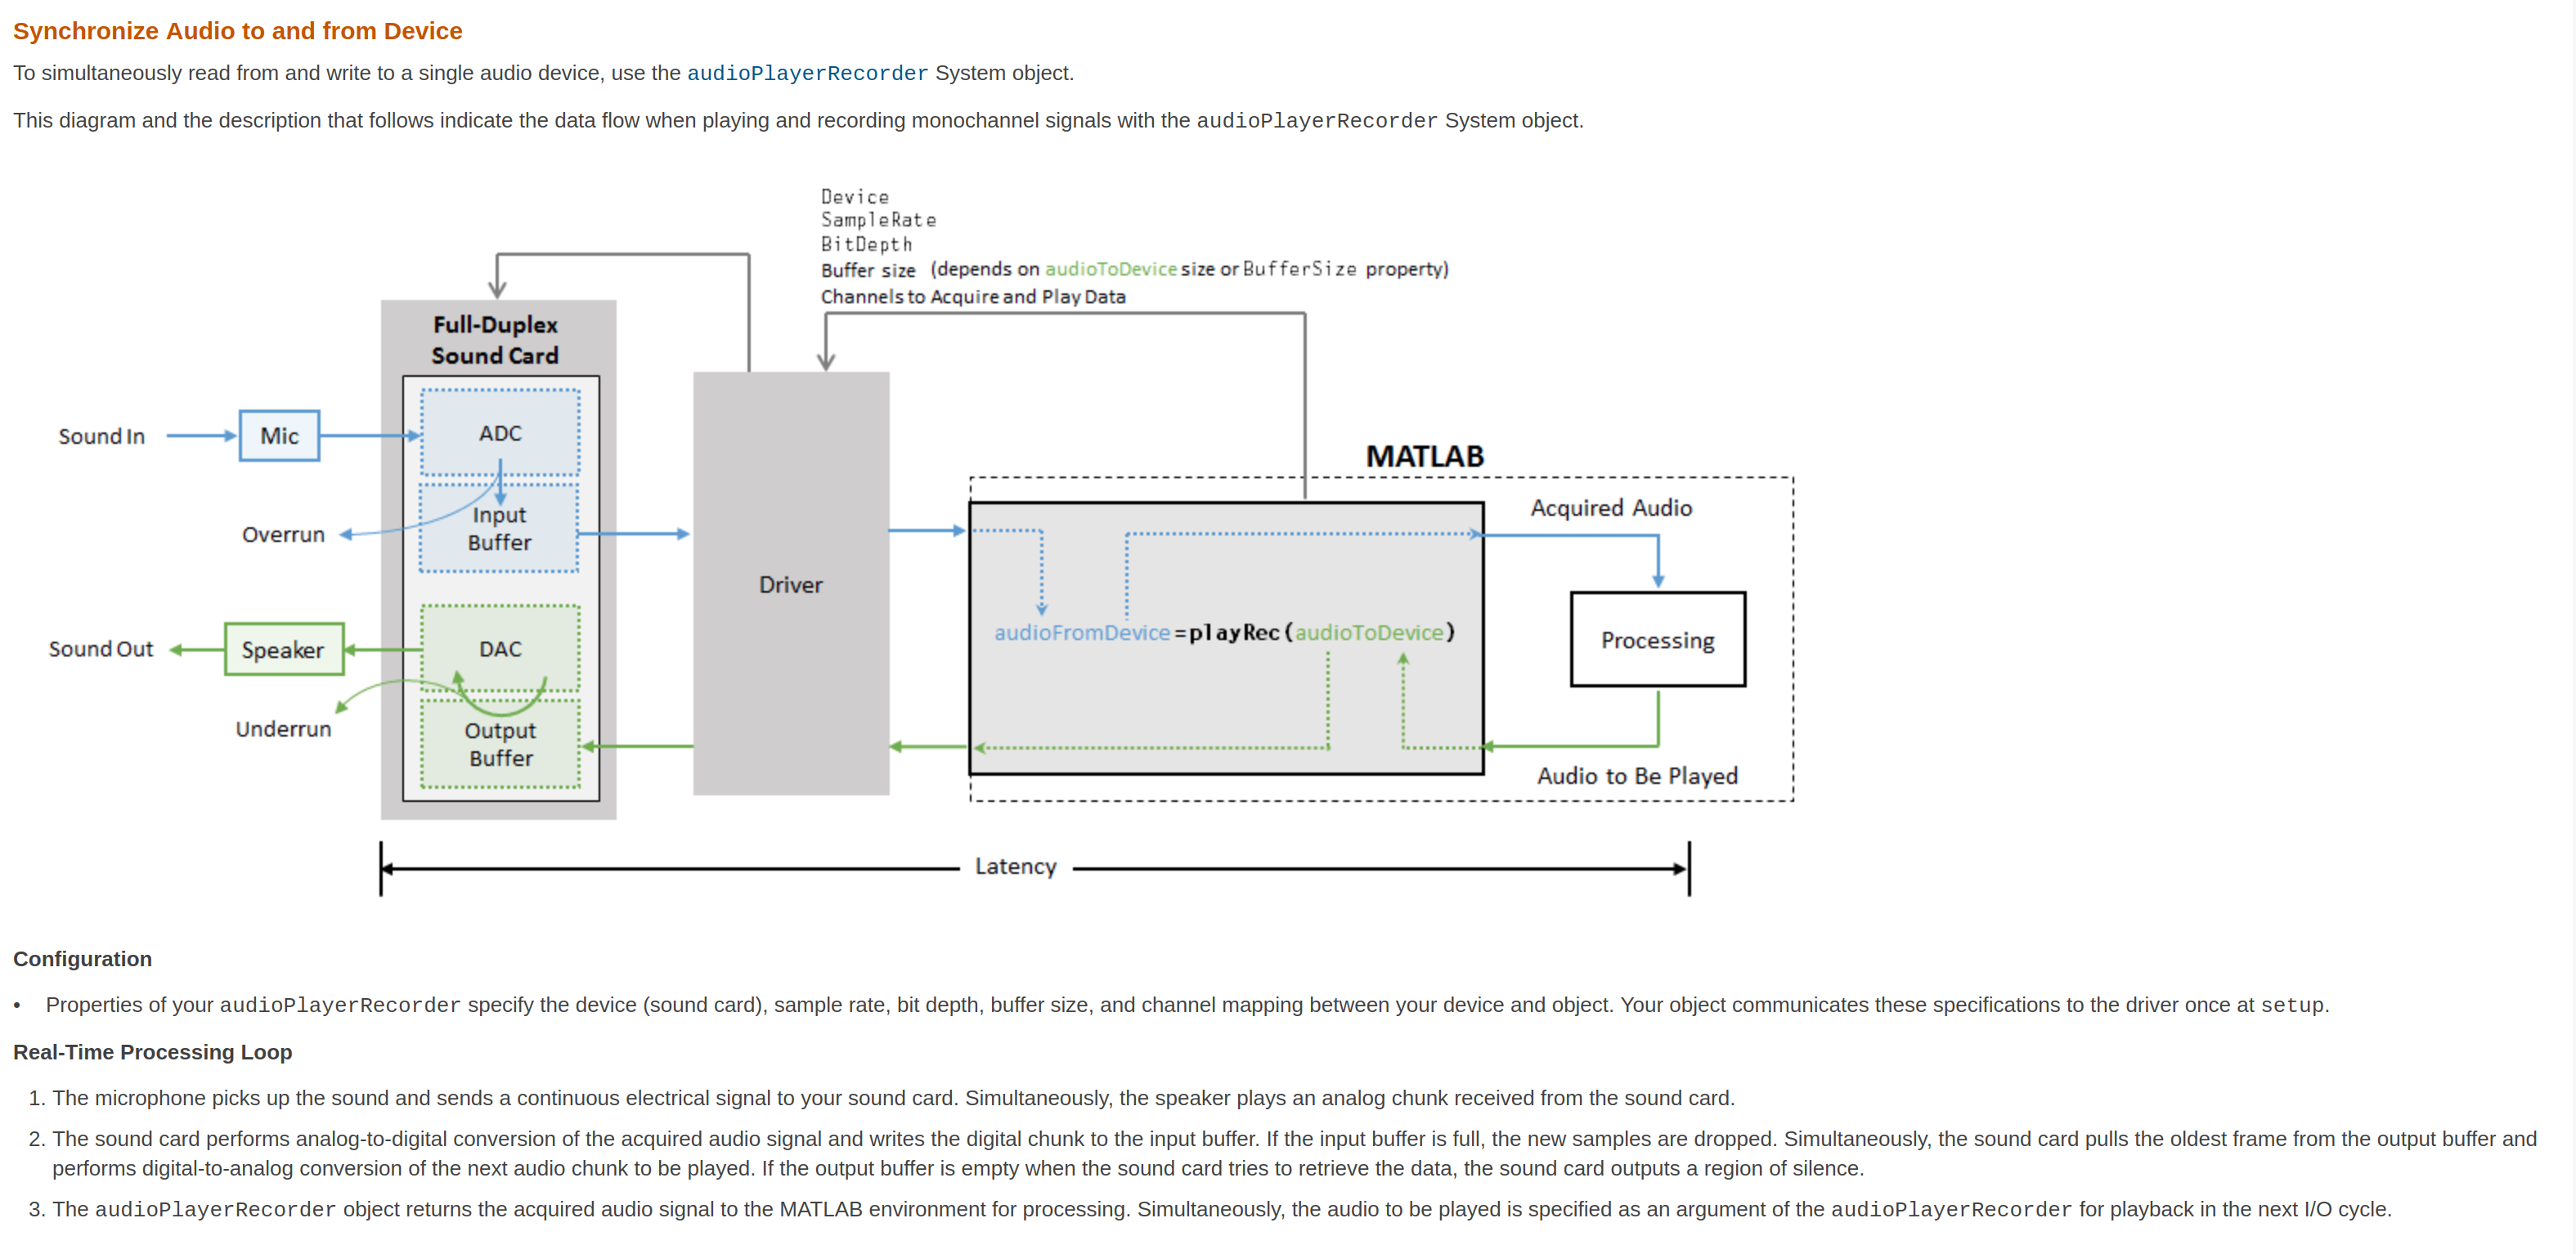 Synchronize Audio to and from Device
To simultaneously read from and write to a single audio device, use the audioPlayerRecorder System object.
This diagram and the description that follows indicate the data flow when playing and recording monochannel signals with the audioPlayerRecorder System object.
Device
SampleRate
BitDepth
Buffer size (depends on audioToDevice size or BufferSize property)
Channels to Acquire and Play Data
Full-Duplex
Sound Card
Sound In
Mic
ADC
Overrun
Input
Buffer
Sound Out
Speaker
DAC
Underrun
Output
Buffer
Driver
MATLAB
Acquired Audio
audioFromDevice=playRec(audioToDevice)
Processing
Audio to Be Played
Latency
Configuration
• Properties of your audioPlayerRecorder specify the device (sound card), sample rate, bit depth, buffer size, and channel mapping between your device and object. Your object communicates these specifications to the driver once at setup.
Real-Time Processing Loop
1. The microphone picks up the sound and sends a continuous electrical signal to your sound card. Simultaneously, the speaker plays an analog chunk received from the sound card.
2. The sound card performs analog-to-digital conversion of the acquired audio signal and writes the digital chunk to the input buffer. If the input buffer is full, the new samples are dropped. Simultaneously, the sound card pulls the oldest frame from the output buffer and
performs digital-to-analog conversion of the next audio chunk to be played. If the output buffer is empty when the sound card tries to retrieve the data, the sound card outputs a region of silence.
3. The audioPlayerRecorder object returns the acquired audio signal to the MATLAB environment for processing. Simultaneously, the audio to be played is specified as an argument of the audioPlayerRecorder for playback in the next I/O cycle.